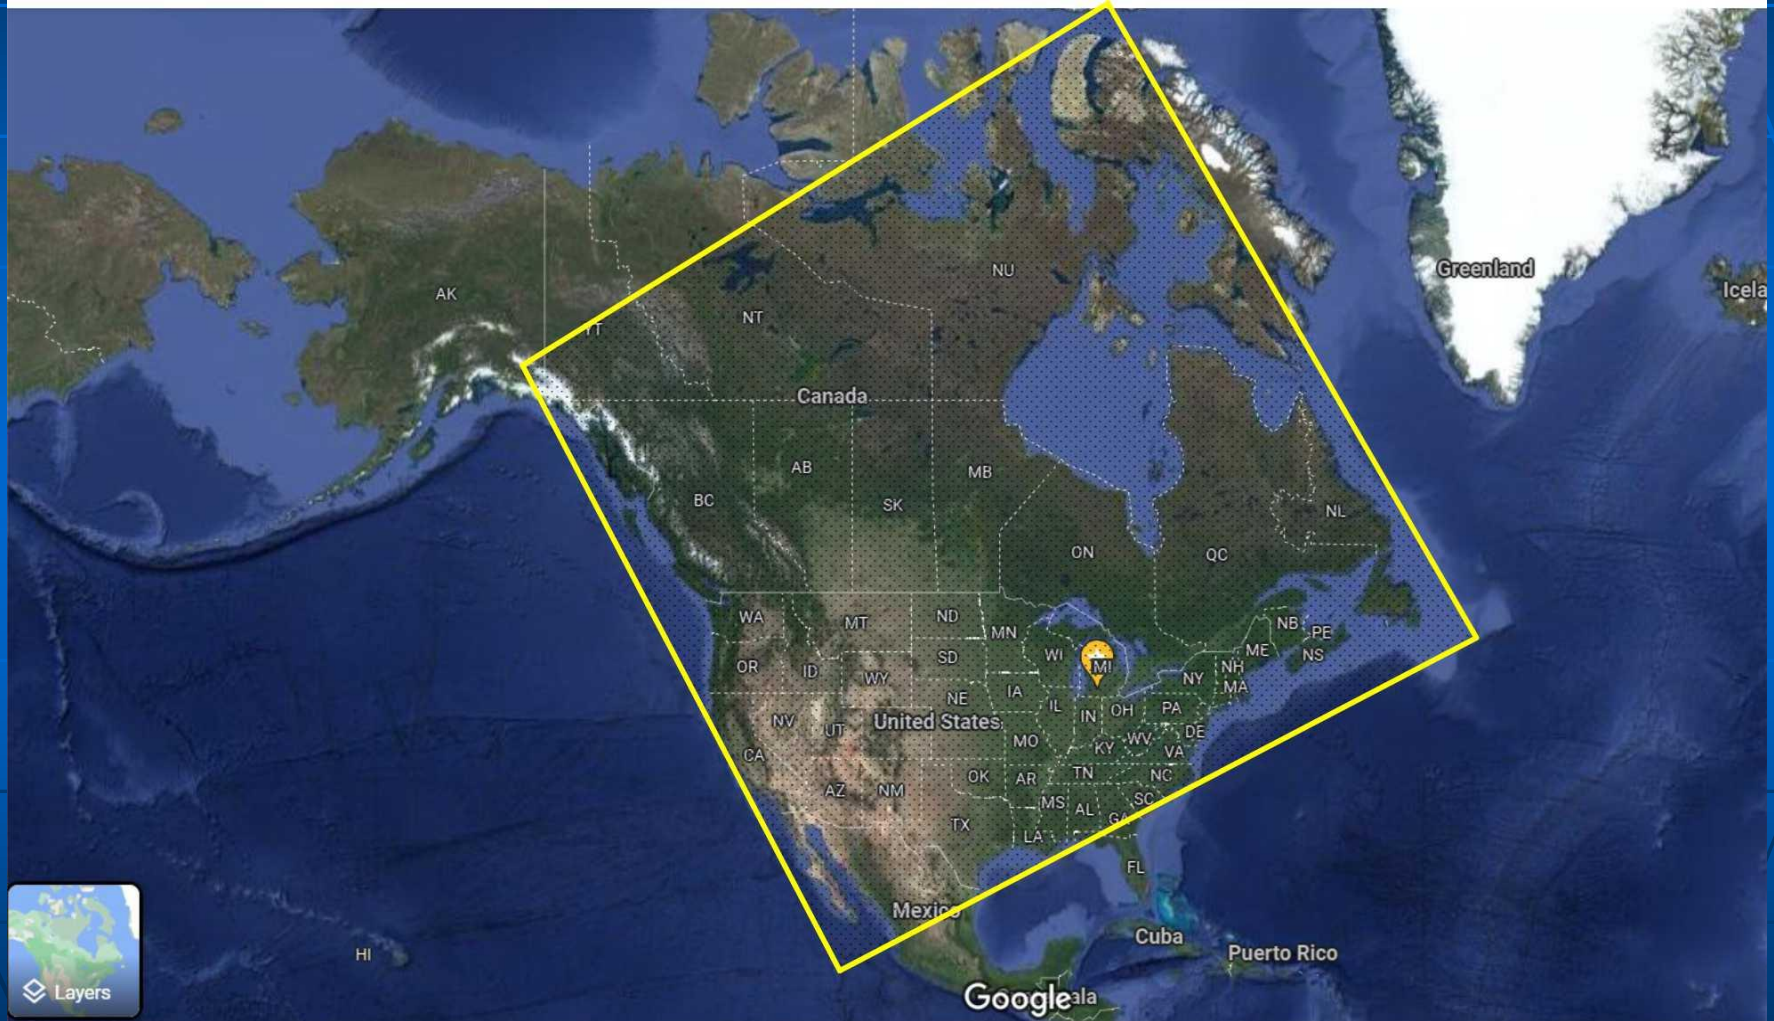 AK
YT
NT
NU
Greenland
Icela
Canada
AB
MB
BC
SK
NL
ON
QC
WA
MT
ND
MN
NB
PE
OR
ID
WY
SD
WI
MI
ME
NS
NH
NY
MA
NE
IA
IL
IN
OH
PA
NV
UT
United States
MO
KY
WV
DE
VA
CA
AZ
NM
OK
AR
TN
NC
SC
MS
AL
GA
TX
LA
FL
Mexico
Cuba
Puerto Rico
HI
Layers
Google
ala